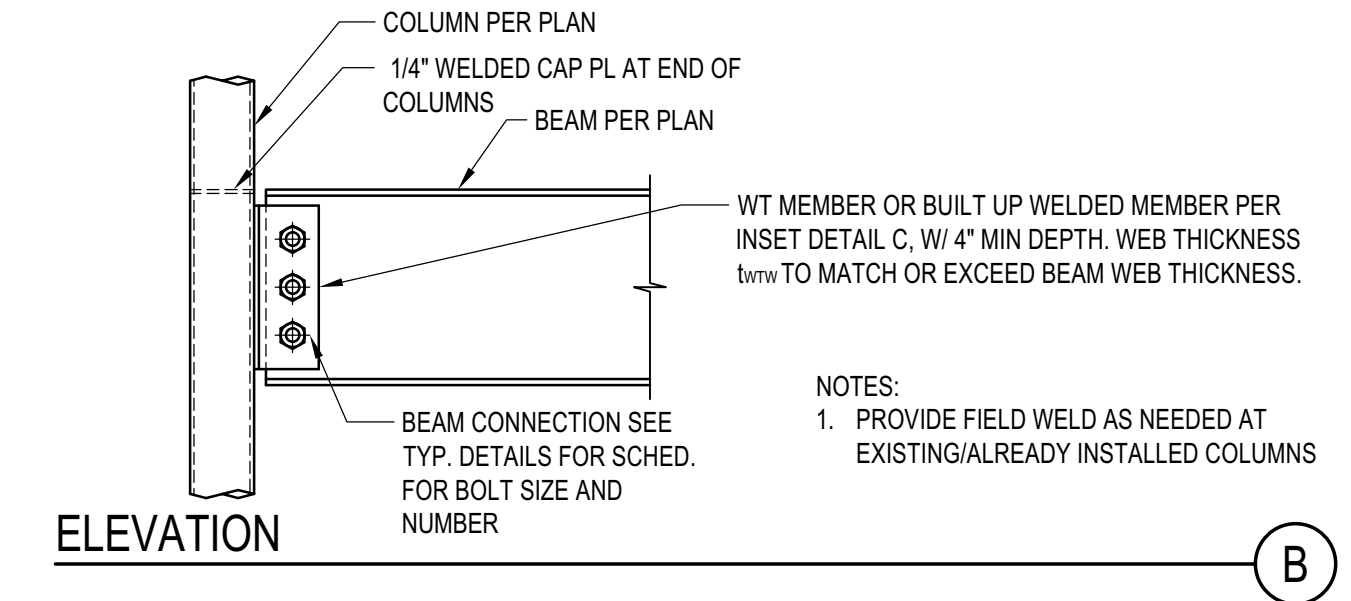 COLUMN PER PLAN
1/4" WELDED CAP PL AT END OF
COLUMNS
BEAM PER PLAN
WT MEMBER OR BUILT UP WELDED MEMBER PER
INSET DETAIL C, W/ 4" MIN DEPTH. WEB THICKNESS
tWTW TO MATCH OR EXCEED BEAM WEB THICKNESS.
NOTES:
1. PROVIDE FIELD WELD AS NEEDED AT
EXISTING/ALREADY INSTALLED COLUMNS
BEAM CONNECTION SEE
TYP. DETAILS FOR SCHED.
FOR BOLT SIZE AND
NUMBER
ELEVATION
B